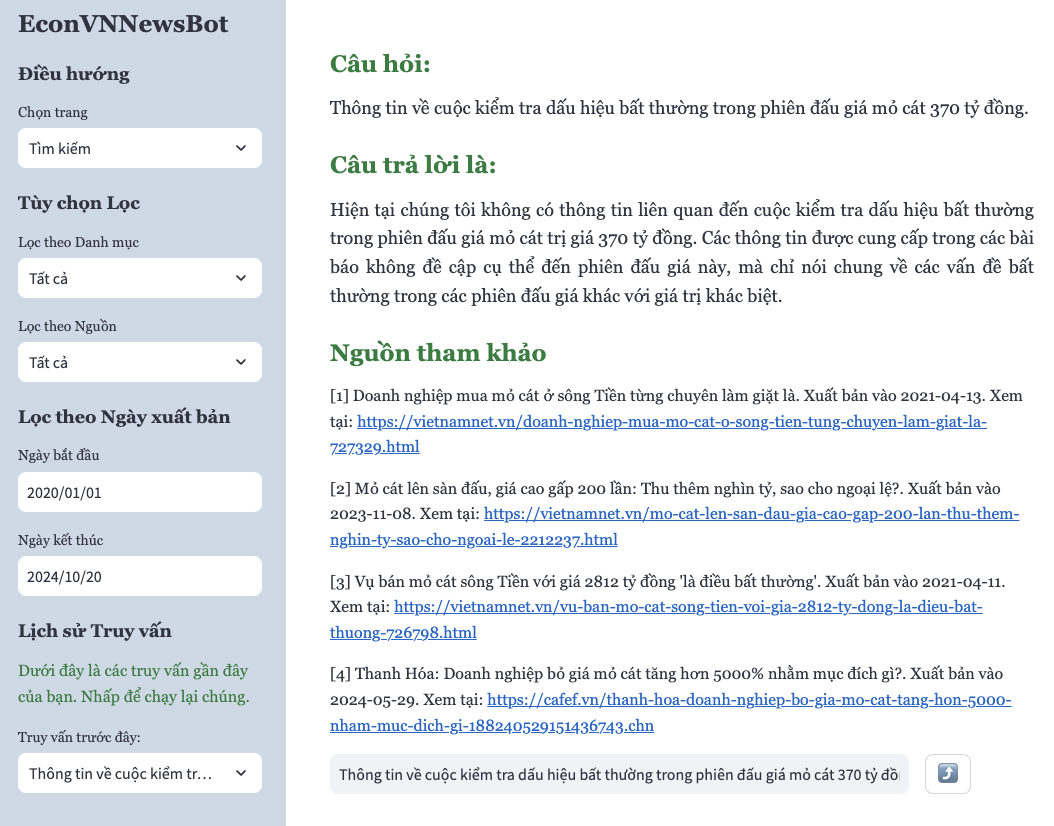 EconVNNewsBot
Điều hướng
Chọn trang
Tìm kiếm
Tùy chọn Lọc
Lọc theo Danh mục
Tất cả
Lọc theo Nguồn
Tất cả
Lọc theo Ngày xuất bản
Ngày bắt đầu
2020/01/01
Ngày kết thúc
2024/10/20
Lịch sử Truy vấn
Dưới đây là các truy vấn gần đây
của bạn. Nhấp để chạy lại chúng.
Truy vấn trước đây:
Thông tin về cuộc kiểm tr...
Câu hỏi:
Thông tin về cuộc kiểm tra dấu hiệu bất thường trong phiên đấu giá mỏ cát 370 tỷ đồng.
Câu trả lời là:
Hiện tại chúng tôi không có thông tin liên quan đến cuộc kiểm tra dấu hiệu bất thường
trong phiên đấu giá mỏ cát trị giá 370 tỷ đồng. Các thông tin được cung cấp trong các bài
báo không đề cập cụ thể đến phiên đấu giá này, mà chỉ nói chung về các vấn đề bất
thường trong các phiên đấu giá khác với giá trị khác biệt.
Nguồn tham khảo
[1] Doanh nghiệp mua mỏ cát ở sông Tiền từng chuyên làm giặt là. Xuất bản vào 2021-04-13. Xem
tại: https://vietnamnet.vn/doanh-nghiep-mua-mo-cat-o-song-tien-tung-chuyen-lam-giat-la-
727329.html
[2] Mỏ cát lên sàn đấu, giá cao gấp 200 lần: Thu thêm nghìn tỷ, sao cho ngoại lệ?. Xuất bản vào
2023-11-08. Xem tại: https://vietnamnet.vn/mo-cat-len-san-dau-gia-cao-gap-200-lan-thu-them-
nghin-ty-sao-cho-ngoai-le-2212237.html
[3] Vụ bán mỏ cát sông Tiền với giá 2812 tỷ đồng 'là điều bất thường'. Xuất bản vào 2021-04-11.
Xem tại: https://vietnamnet.vn/vu-ban-mo-cat-song-tien-voi-gia-2812-ty-dong-la-dieu-bat-
thuong-726798.html
[4] Thanh Hóa: Doanh nghiệp bỏ giá mỏ cát tăng hơn 5000% nhằm mục đích gì?. Xuất bản vào
2024-05-29. Xem tại: https://cafef.vn/thanh-hoa-doanh-nghiep-bo-gia-mo-cat-tang-hon-5000-
nham-muc-dich-gi-188240529151436743.chn
Thông tin về cuộc kiểm tra dấu hiệu bất thường trong phiên đấu giá mỏ cát 370 tỷ đồ